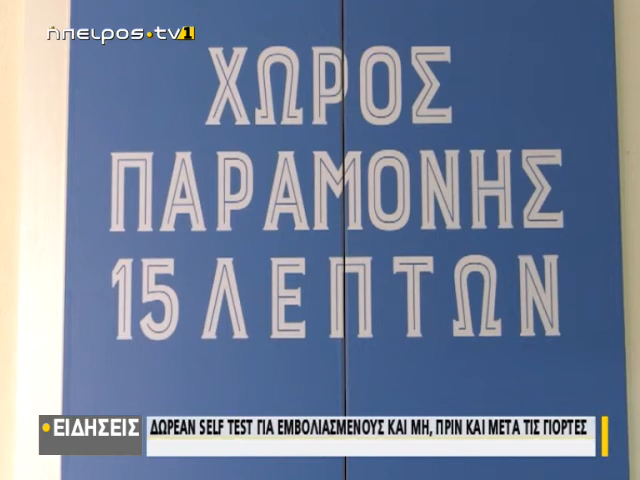 ήπειρος.tv1
ΧΩΡΟΣ
ΠΑΡΑΜΟΝΗΣ
15 ΛΕΠΤΩΝ
ΕΙΔΗΣΕΙΣ
ΔΩΡΕΑΝ SELF TEST ΓΙΑ ΕΜΒΟΛΙΑΣΜΕΝΟΥΣ ΚΑΙ ΜΗ, ΠΡΙΝ ΚΑΙ ΜΕΤΑ ΤΙΣ ΓΙΟΡΤΕΣ